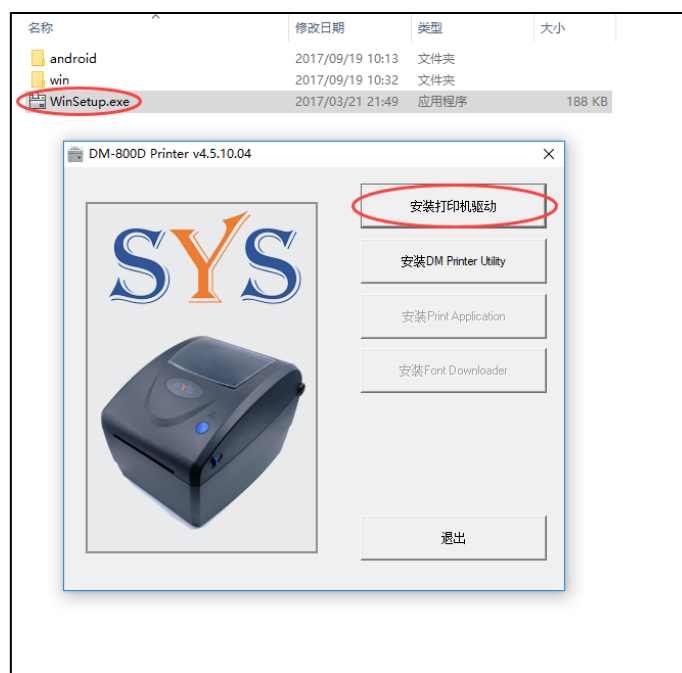 名称 修改日期 类型 大小
android 2017/09/19 10:13 文件夹
win 2017/09/19 10:32 文件夹
WinSetup.exe 2017/03/21 21:49 应用程序 188 KB
DM-800D Printer v4.5.10.04
安装打印机驱动
SYS
安装DM Printer Utility
安装Print Application
SYS
安装Font Downloader
退出